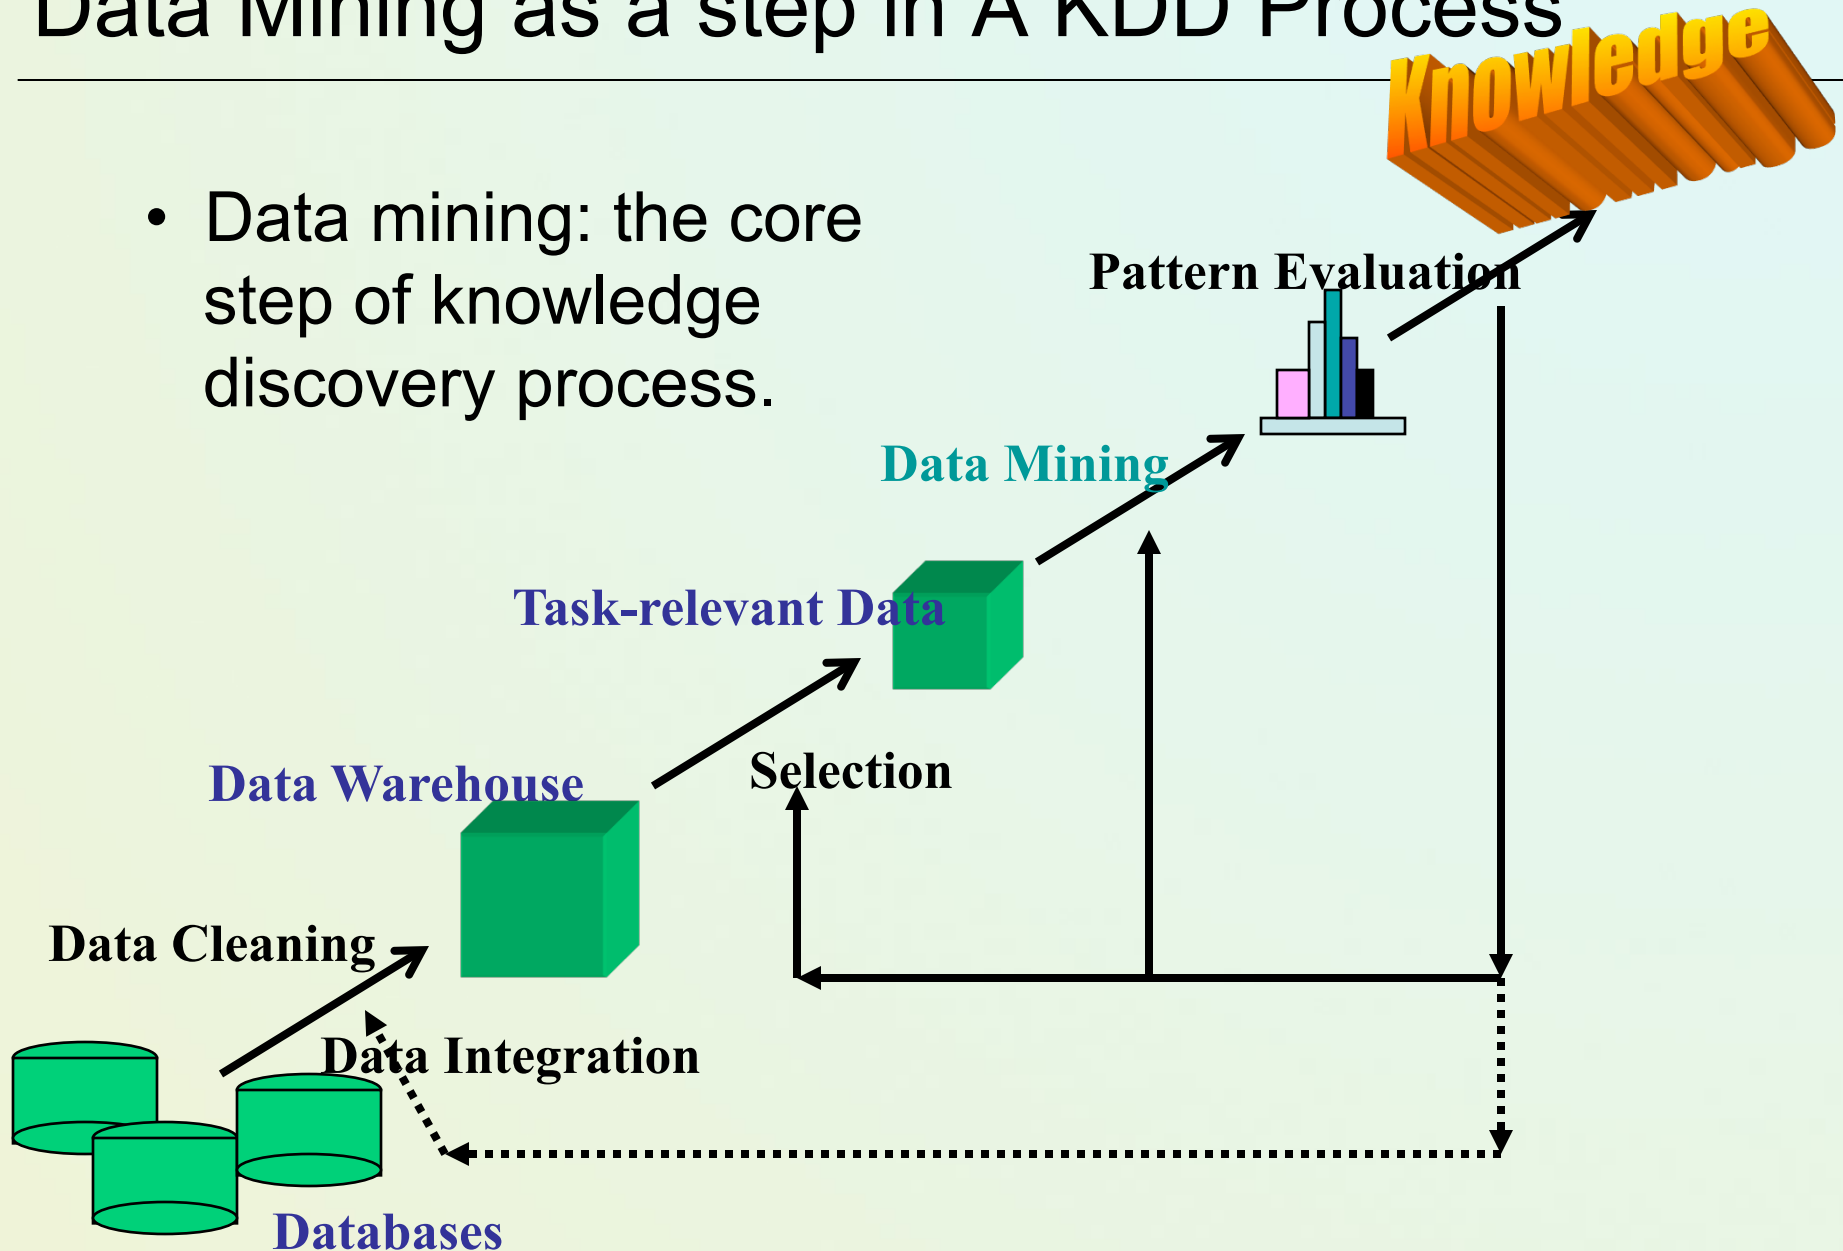 Data Mining as a step in A KDD Process
Knowledge
• Data mining: the core
step of knowledge
discovery process.
Pattern Evaluation
Data Mining
Task-relevant Data
Selection
Data Warehouse
Data Cleaning
Data Integration
Databases